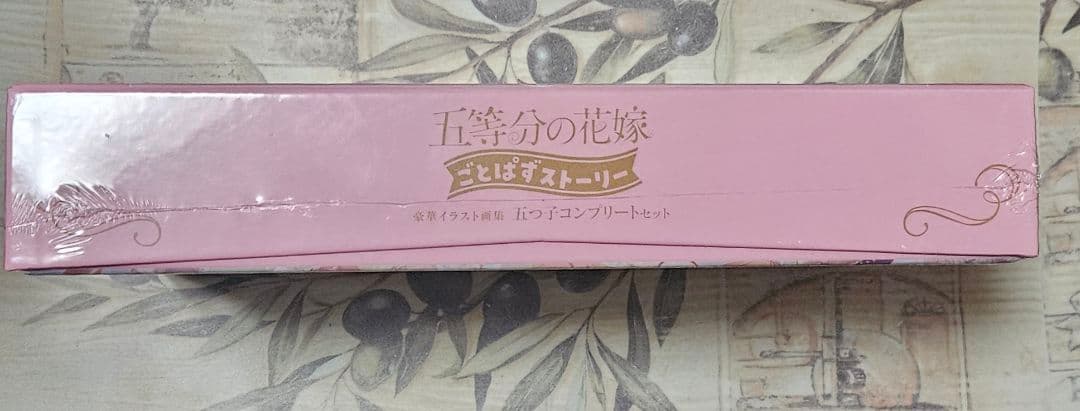 五等分の花嫁
ごとぱずストーリー
豪華イラスト画集 五つ子コンプリートセット